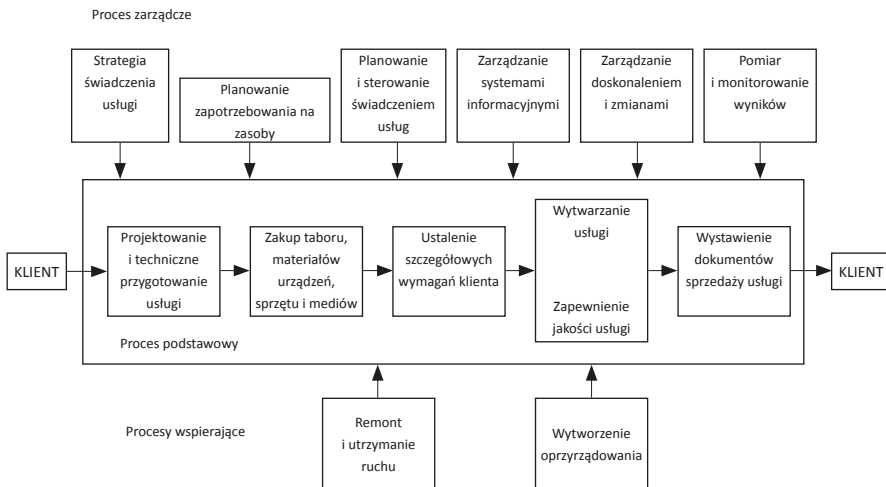 Proces zarządcze
Strategia
świadczenia
usługi
Planowanie
zapotrzebowania na
zasoby
Planowanie
i sterowanie
świadczeniem
usług
Zarządzanie
systemami
informacyjnymi
Zarządzanie
doskonaleniem
i zmianami
Pomiar
i monitorowanie
wyników
KLIENT
Projektowanie
i techniczne
przygotowanie
usługi
Zakup taboru,
materiałów
urządzeń,
sprzętu i mediów
Ustalenie
szczegółowych
wymagań klienta
Wytwarzanie
usługi
Zapewnienie
jakości usługi
Wystawienie
dokumentów
sprzedaży usługi
KLIENT
Proces podstawowy
Procesy wspierające
Remont
i utrzymanie
ruchu
Wytworzenie
oprzyrządowania